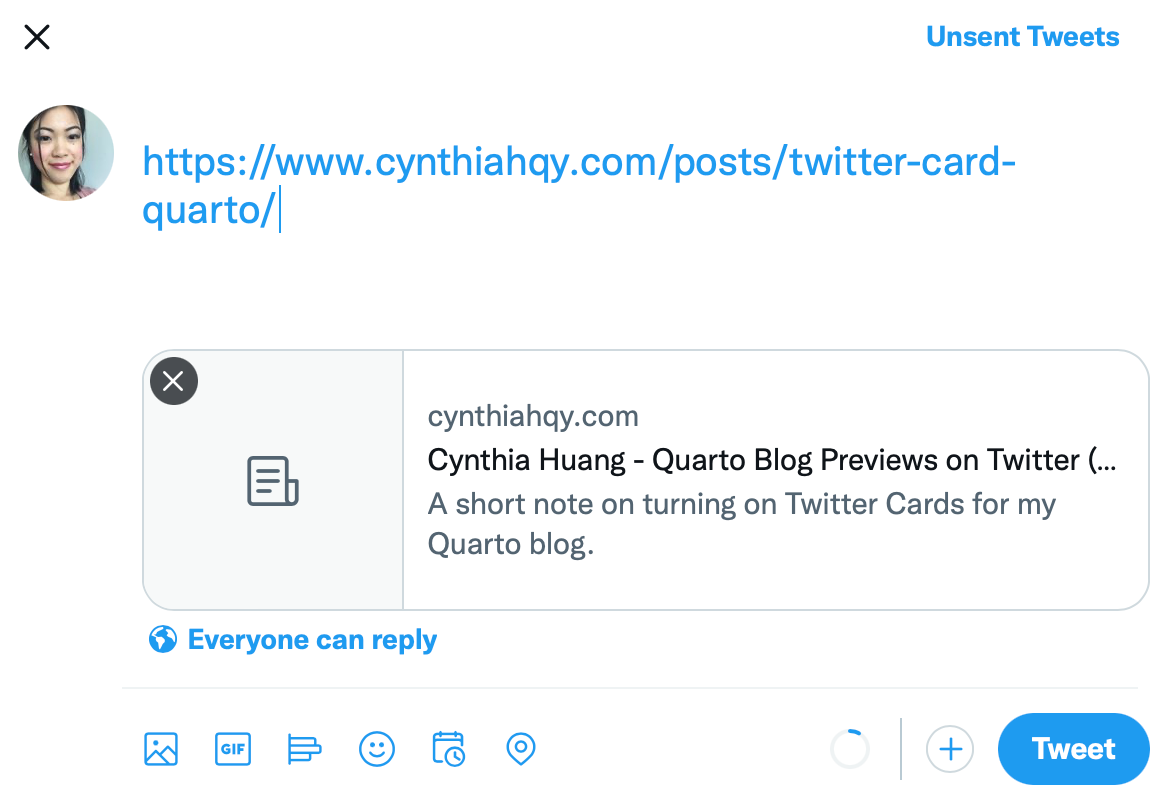 Unsent Tweets
https://www.cynthiahqy.com/posts/twitter-card-
quarto/
cynthiahqy.com
Cynthia Huang - Quarto Blog Previews on Twitter (...
A short note on turning on Twitter Cards for my
Quarto blog.
Everyone can reply
GIF
Tweet